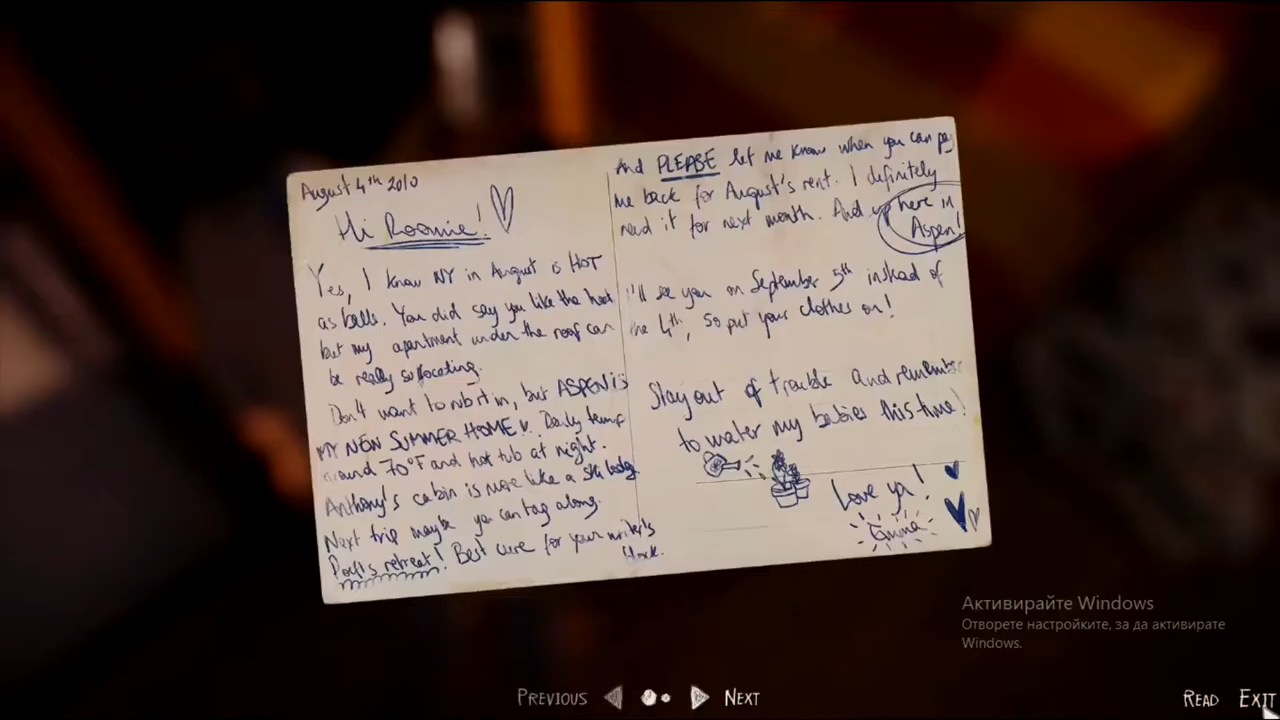 August 4th 2010
Hi Roomie!
Yes, I know NY in August is HOT
as balls. You did say you like the heat
but my apartment under the roof can
be really suffocating.
Don't want to rub it in, but ASPEN is
MY NEW SUMMER HOME. Daily temp
around 70°F and hot tub at night.
Anthony's cabin is more like a ski lodge
Next trip maybe you can tag along.
Poet's retreat! Best cure for your writer's
block.
And PLEASE let me know when you can pay
me back for August's rent. I definitely
need it for next month. And up here in
Aspen!
I'll see you on September 5th instead of
the 4th, so put your clothes on!
Stay out of trouble and remember
to water my babies this time!
Love ya!
Emma
Активирайте Windows
Отворете настройките, за да активирате
Windows.
PREVIOUS NEXT
READ EXIT